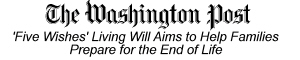 The Washington Post
'Five Wishes' Living Will Aims to Help Families
Prepare for the End of Life